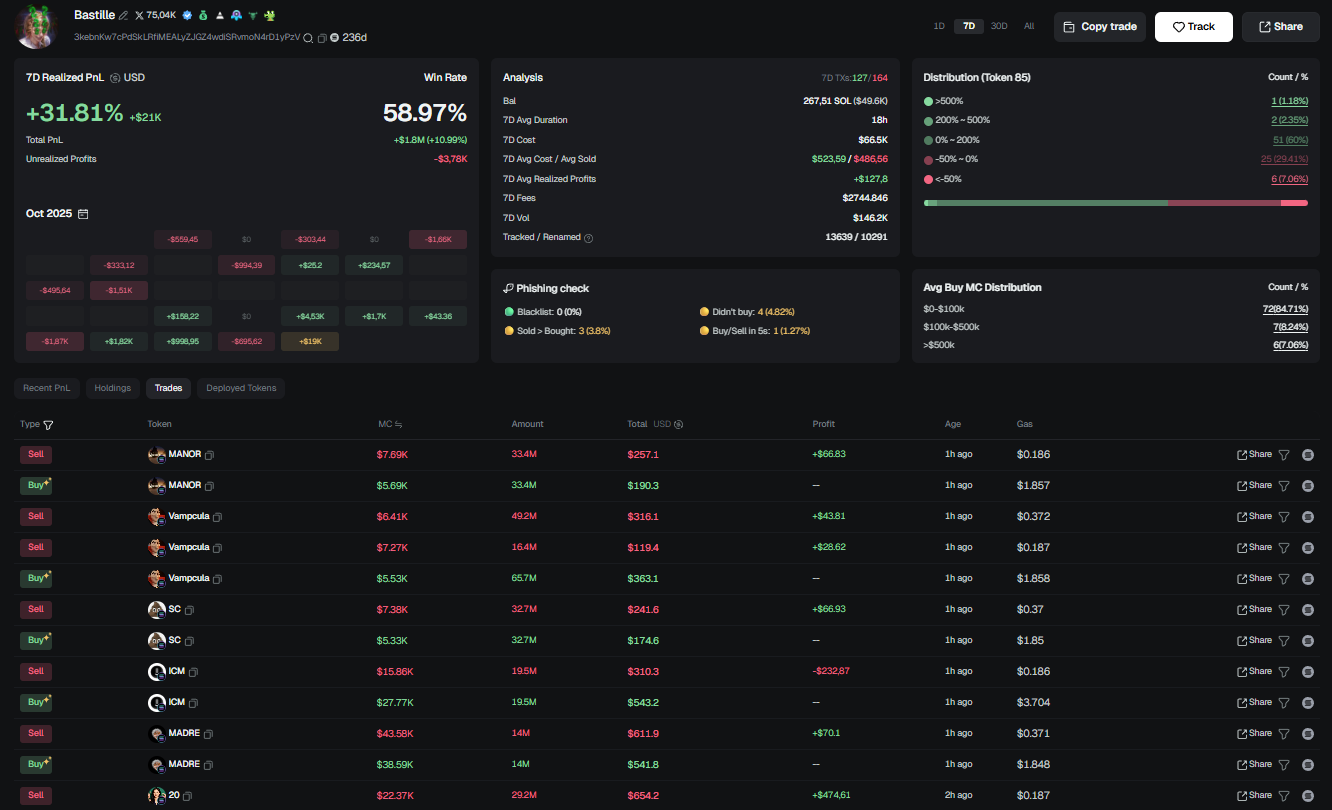 Bastille 75,04K
3kebnKw7cPdSkLRfiMEALyZJGZ4wdiSRvmoN4rD1yPzV 236d
1D 7D 30D All Copy trade Track Share
7D Realized PnL USD Win Rate
+31.81% +$21K 58.97%
Total PnL +$1.8M (+10.99%)
Unrealized Profits -$3,78K
Oct 2025
-$559,45 $0 -$303,44 $0 -$1,66K
-$333,12 -$994,39 +$25.2 +$234,57
-$495,64 -$1,51K
+$158,22 $0 +$4,53K +$1,7K +$43.36
-$1,87K +$1,82K +$998,95 -$695,62 +$19K
Analysis 7D TXs:127/164
Bal 267,51 SOL ($49.6K)
7D Avg Duration 18h
7D Cost $66.5K
7D Avg Cost / Avg Sold $523,59 / $486,56
7D Avg Realized Profits +$127,8
7D Fees $2744.846
7D Vol $146.2K
Tracked / Renamed 13639 / 10291
Phishing check
Blacklist: 0 (0%) Didn't buy: 4 (4.82%)
Sold > Bought: 3 (3.8%) Buy/Sell in 5s: 1 (1.27%)
Distribution (Token 85) Count / %
>500% 1 (1.18%)
200% ~ 500% 2 (2.35%)
0% ~ 200% 51 (60%)
-50% ~ 0% 25 (29.41%)
<-50% 6 (7.06%)
Avg Buy MC Distribution Count / %
$0-$100k 72(84.71%)
$100k-$500k 7(8.24%)
>$500k 6(7.06%)
Recent PnL Holdings Trades Deployed Tokens
Type Token MC Amount Total USD Profit Age Gas
Sell MANOR $7.69K 33.4M $257.1 +$66.83 1h ago $0.186 Share
Buy MANOR $5.69K 33.4M $190.3 -- 1h ago $1.857 Share
Sell Vampcula $6.41K 49.2M $316.1 +$43.81 1h ago $0.372 Share
Sell Vampcula $7.27K 16.4M $119.4 +$28.62 1h ago $0.187 Share
Buy Vampcula $5.53K 65.7M $363.1 -- 1h ago $1.858 Share
Sell SC $7.38K 32.7M $241.6 +$66.93 1h ago $0.37 Share
Buy SC $5.33K 32.7M $174.6 -- 1h ago $1.85 Share
Sell ICM $15.86K 19.5M $310.3 -$232,87 1h ago $0.186 Share
Buy ICM $27.77K 19.5M $543.2 -- 1h ago $3.704 Share
Sell MADRE $43.58K 14M $611.9 +$70.1 1h ago $0.371 Share
Buy MADRE $38.59K 14M $541.8 -- 1h ago $1.848 Share
Sell 20 $22.37K 29.2M $654.2 +$474,61 2h ago $0.187 Share